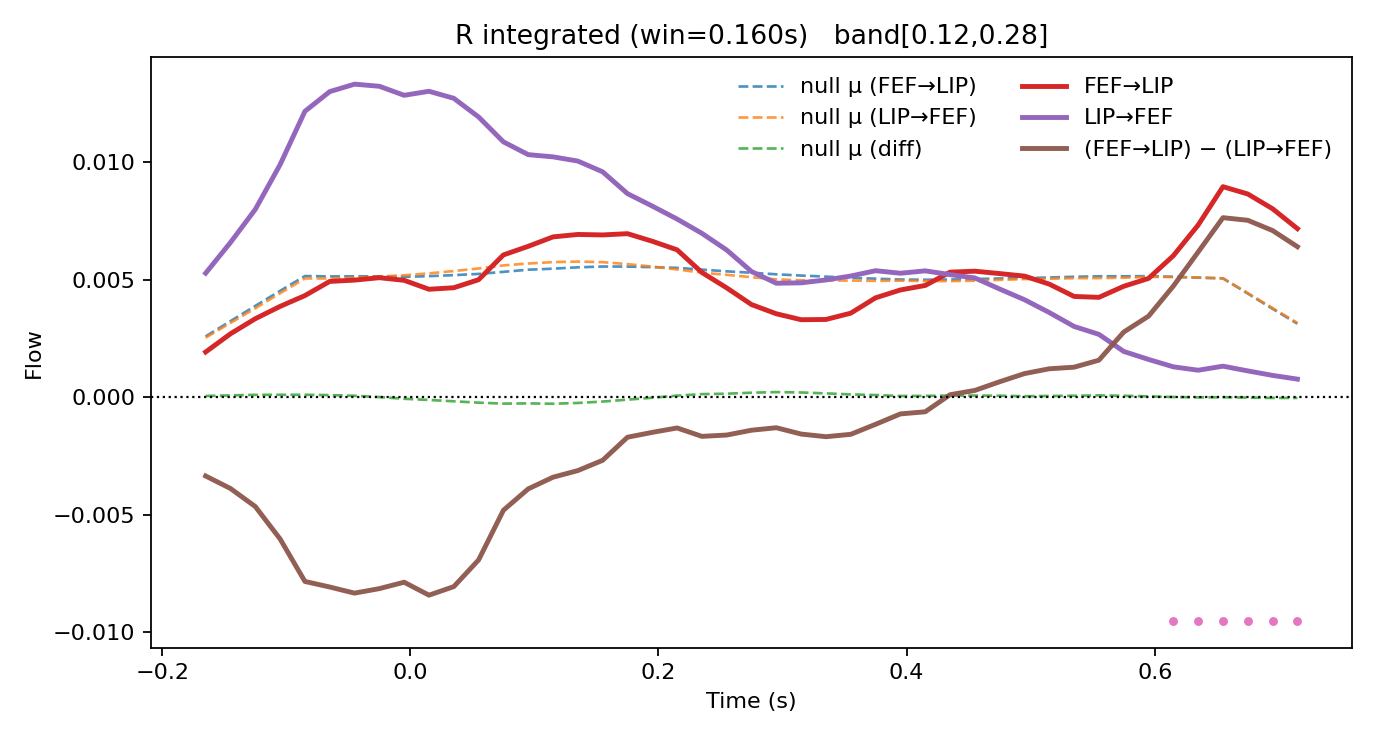 R integrated (win=0.160s)   band[0.12,0.28]
null μ (FEF→LIP)
null μ (LIP→FEF)
null μ (diff)
FEF→LIP
LIP→FEF
(FEF→LIP) − (LIP→FEF)
Flow
0.010
0.005
0.000
−0.005
−0.010
−0.2
0.0
0.2
0.4
0.6
Time (s)